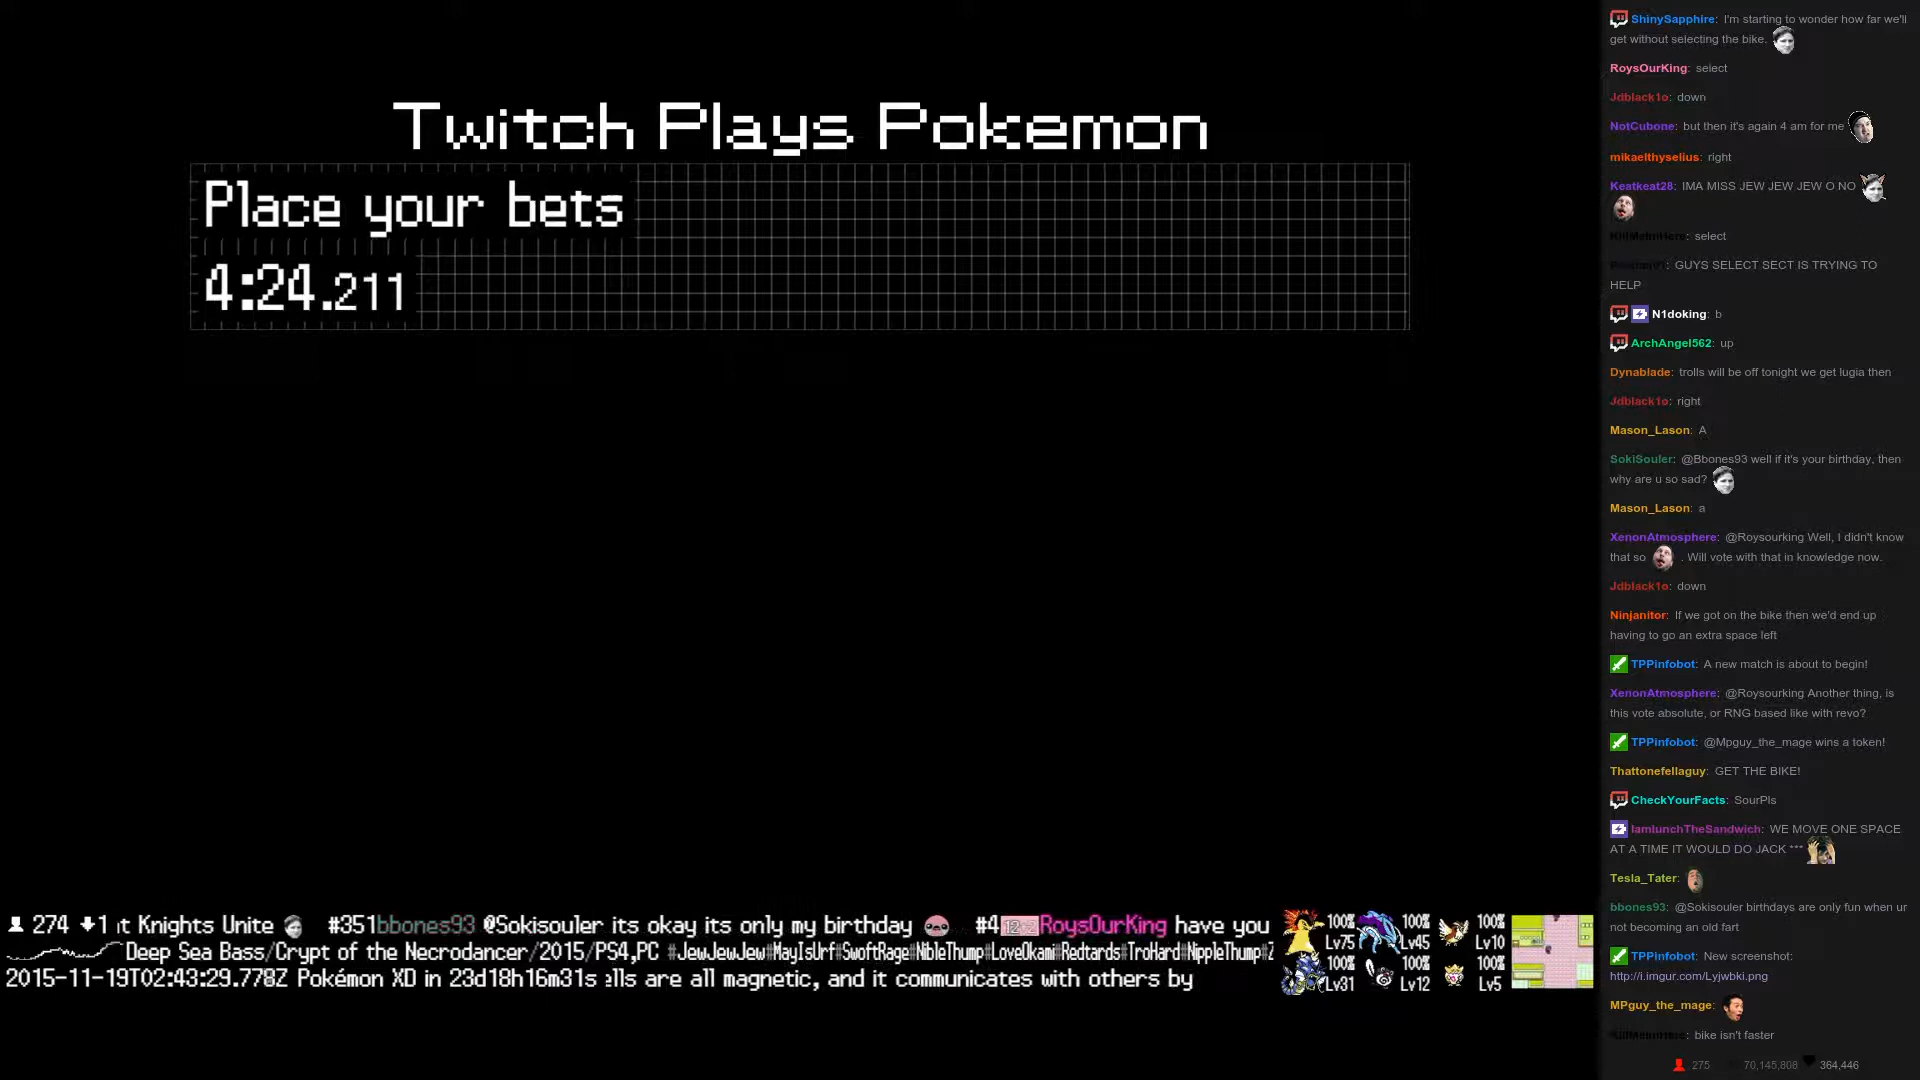 Twitch Plays Pokemon
Place your bets
4:24.211
274 1 it Knights Unite #351bbones93 @Sokisouler its okay its only my birthday #4 RoysOurKing have you
Deep Sea Bass/Crypt of the Necrodancer/2015/PS4,PC #JewJewJew#MayIsUrf#SwoftRage#NibleThump#LoveOkami#Redtards#TroHard#NippleThump#
2015-11-19T02:43:29.778Z Pokémon XD in 23d18h16m31s ells are all magnetic, and it communicates with others by
100% 100% 100%
Lv75 Lv45 Lv10
100% 100% 100%
Lv31 Lv12 Lv5
ShinySapphire: I'm starting to wonder how far we'll
get without selecting the bike.
RoysOurKing: select
Jdblack1o: down
NotCubone: but then it's again 4 am for me
mikaelthyselius: right
Keatkeat28: IMA MISS JEW JEW JEW O NO
: select
: GUYS SELECT SECT IS TRYING TO
HELP
N1doking: b
ArchAngel562: up
Dynablade: trolls will be off tonight we get lugia then
Jdblack1o: right
Mason_Lason: A
SokiSouler: @Bbones93 well if it's your birthday, then
why are u so sad?
Mason_Lason: a
XenonAtmosphere: @Roysourking Well, I didn't know
that so . Will vote with that in knowledge now.
Jdblack1o: down
Ninjanitor: If we got on the bike then we'd end up
having to go an extra space left
TPPinfobot: A new match is about to begin!
XenonAtmosphere: @Roysourking Another thing, is
this vote absolute, or RNG based like with revo?
TPPinfobot: @Mpguy_the_mage wins a token!
Thattonefellaguy: GET THE BIKE!
CheckYourFacts: SourPls
IamlunchTheSandwich: WE MOVE ONE SPACE
AT A TIME IT WOULD DO JACK ***
Tesla_Tater:
bbones93: @Sokisouler birthdays are only fun when ur
not becoming an old fart
TPPinfobot: New screenshot:
http://i.imgur.com/Lyjwbki.png
MPguy_the_mage:
: bike isn't faster
275 70,145,808 364,446